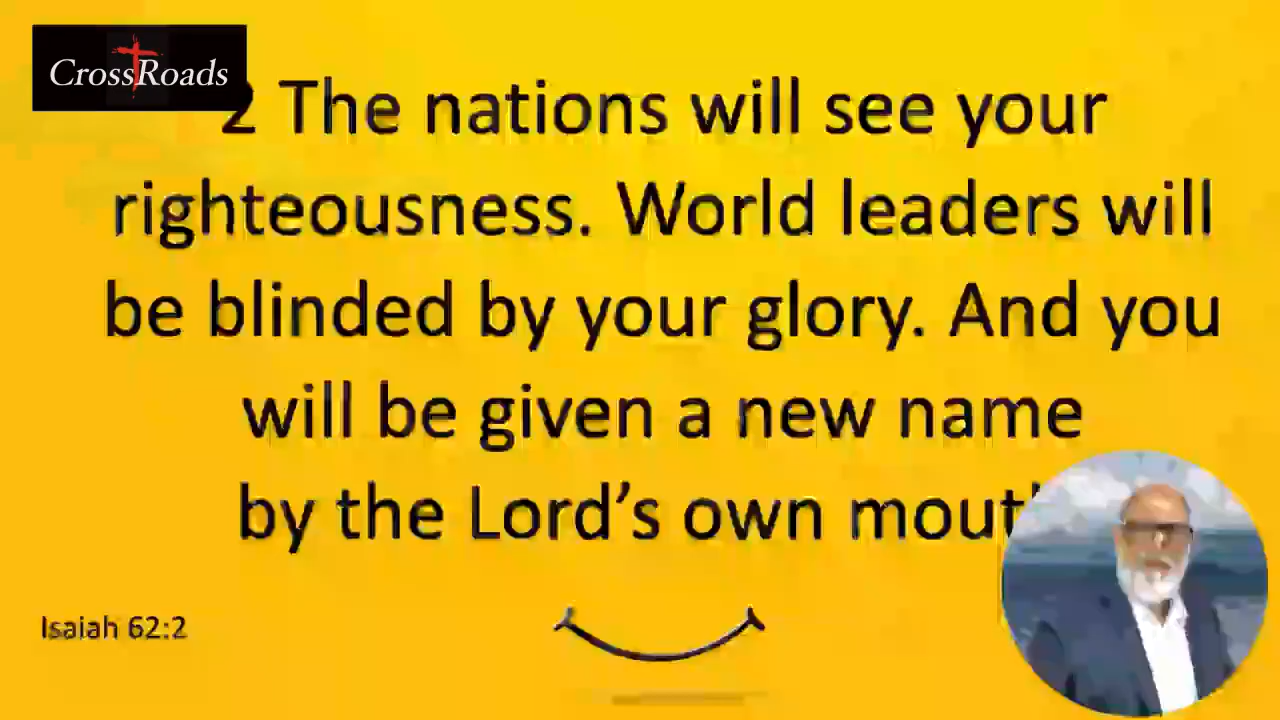 CrossRoads
2 The nations will see your
righteousness. World leaders will
be blinded by your glory. And you
will be given a new name
by the Lord’s own
Isaiah 62:2